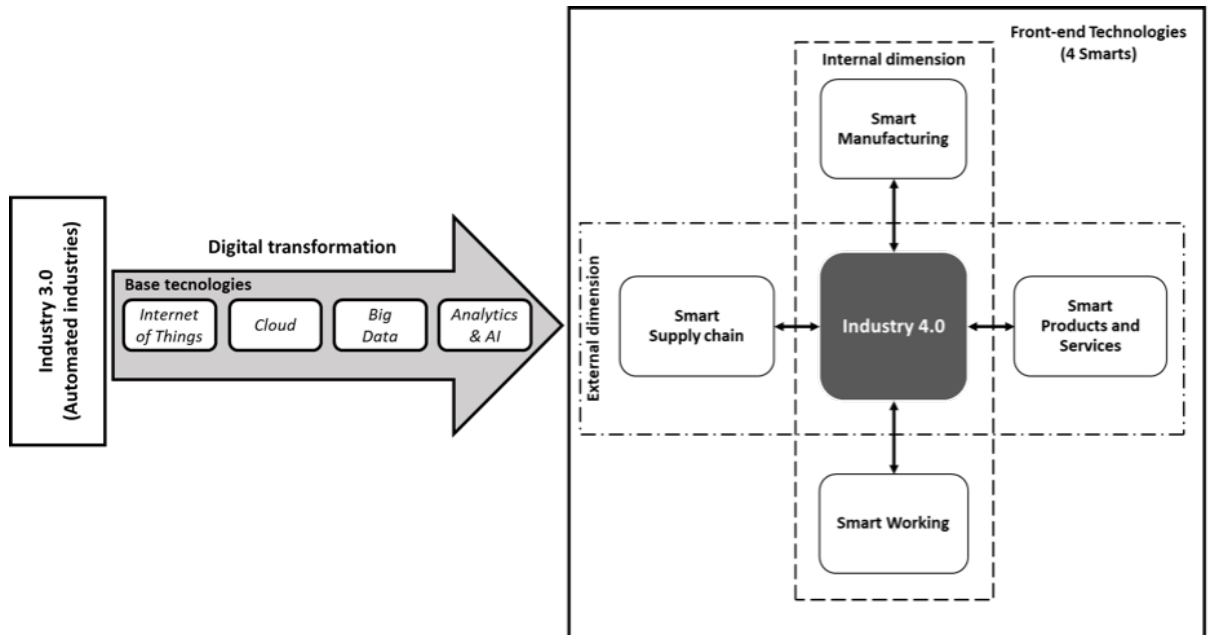 Industry 3.0
(Automated industries)
Digital transformation
Base tecnologies
Internet
of Things
Cloud
Big
Data
Analytics
& AI
Front-end Technologies
(4 Smarts)
Internal dimension
Smart
Manufacturing
External dimension
Smart
Supply chain
Industry 4.0
Smart
Products and
Services
Smart Working